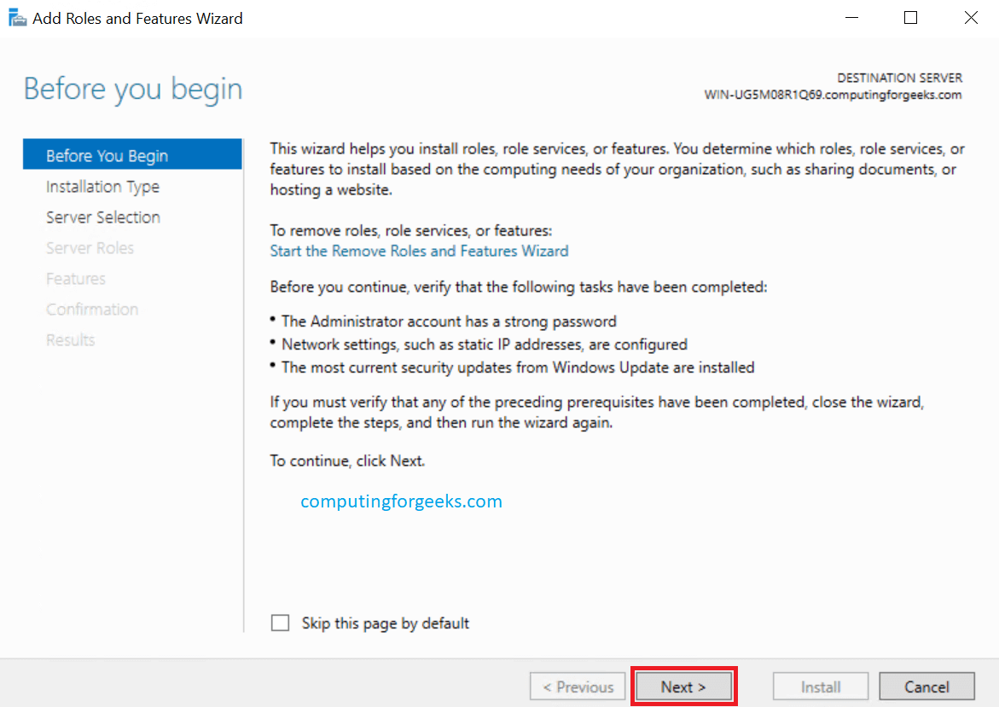 Add Roles and Features Wizard
Before you begin
DESTINATION SERVER
WIN-UG5M08R1Q69.computingforgeeks.com
Before You Begin
Installation Type
Server Selection
Server Roles
Features
Confirmation
Results
This wizard helps you install roles, role services, or features. You determine which roles, role services, or
features to install based on the computing needs of your organization, such as sharing documents, or
hosting a website.
To remove roles, role services, or features:
Start the Remove Roles and Features Wizard
Before you continue, verify that the following tasks have been completed:
• The Administrator account has a strong password
• Network settings, such as static IP addresses, are configured
• The most current security updates from Windows Update are installed
If you must verify that any of the preceding prerequisites have been completed, close the wizard,
complete the steps, and then run the wizard again.
To continue, click Next.
computingforgeeks.com
Skip this page by default
< Previous
Next >
Install
Cancel